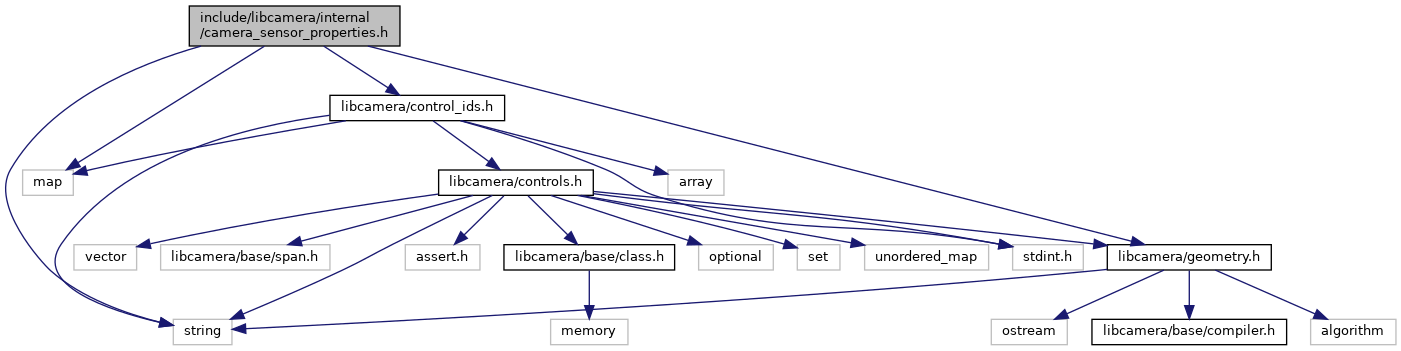 include/libcamera/internal
/camera_sensor_properties.h
libcamera/control_ids.h
map
libcamera/controls.h
array
vector
libcamera/base/span.h
assert.h
libcamera/base/class.h
optional
set
unordered_map
stdint.h
libcamera/geometry.h
string
memory
ostream
libcamera/base/compiler.h
algorithm